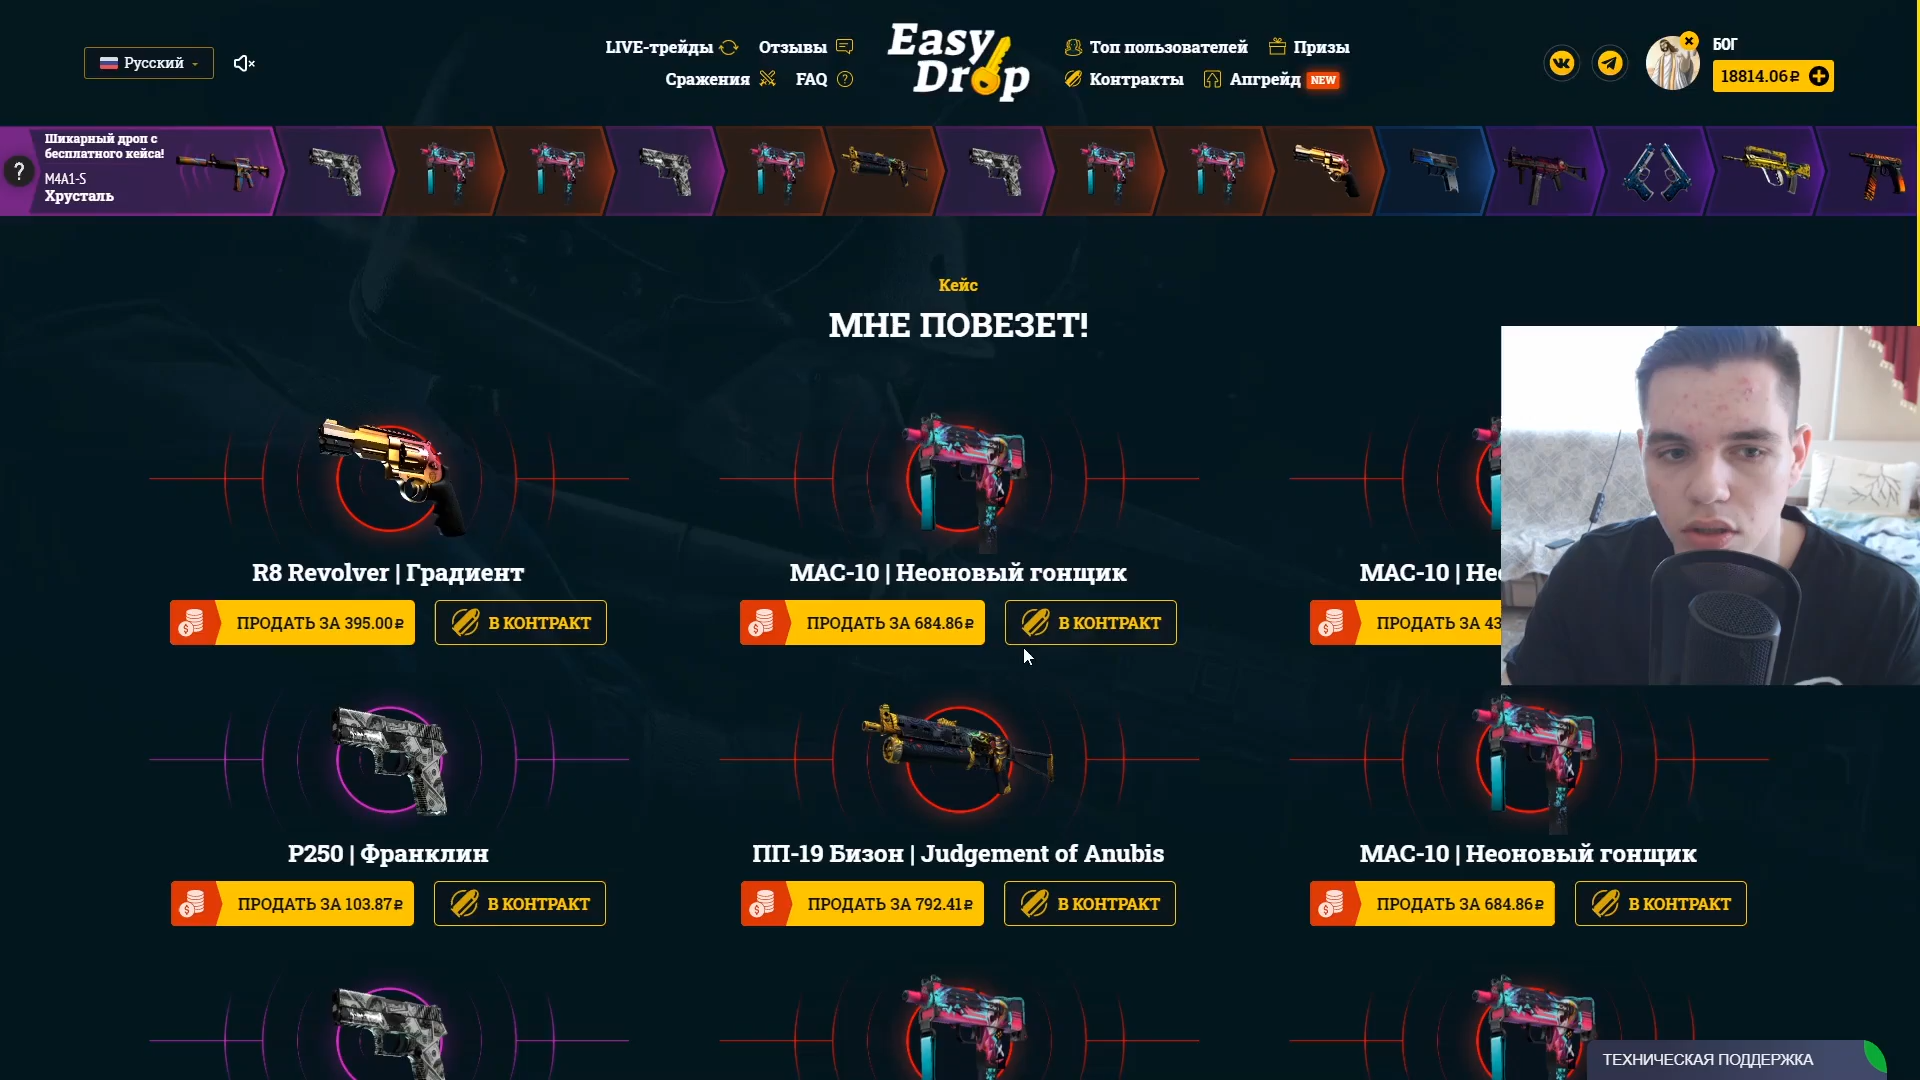 Русский
LIVE-трейды
Отзывы
Сражения
FAQ
Easy
Drop
Топ пользователей
Призы
Контракты
Апгрейд
NEW
БОГ
18814.06₽
Шикарный дроп с
бесплатного кейса!
M4A1-S
Хрусталь
Кейс
МНЕ ПОВЕЗЕТ!
R8 Revolver | Градиент
ПРОДАТЬ ЗА 395.00₽
В КОНТРАКТ
MAC-10 | Неоновый гонщик
ПРОДАТЬ ЗА 684.86₽
В КОНТРАКТ
MAC-10 | Не
ПРОДАТЬ ЗА 43
P250 | Франклин
ПРОДАТЬ ЗА 103.87₽
В КОНТРАКТ
ПП-19 Бизон | Judgement of Anubis
ПРОДАТЬ ЗА 792.41₽
В КОНТРАКТ
MAC-10 | Неоновый гонщик
ПРОДАТЬ ЗА 684.86₽
В КОНТРАКТ
ТЕХНИЧЕСКАЯ ПОДДЕРЖКА